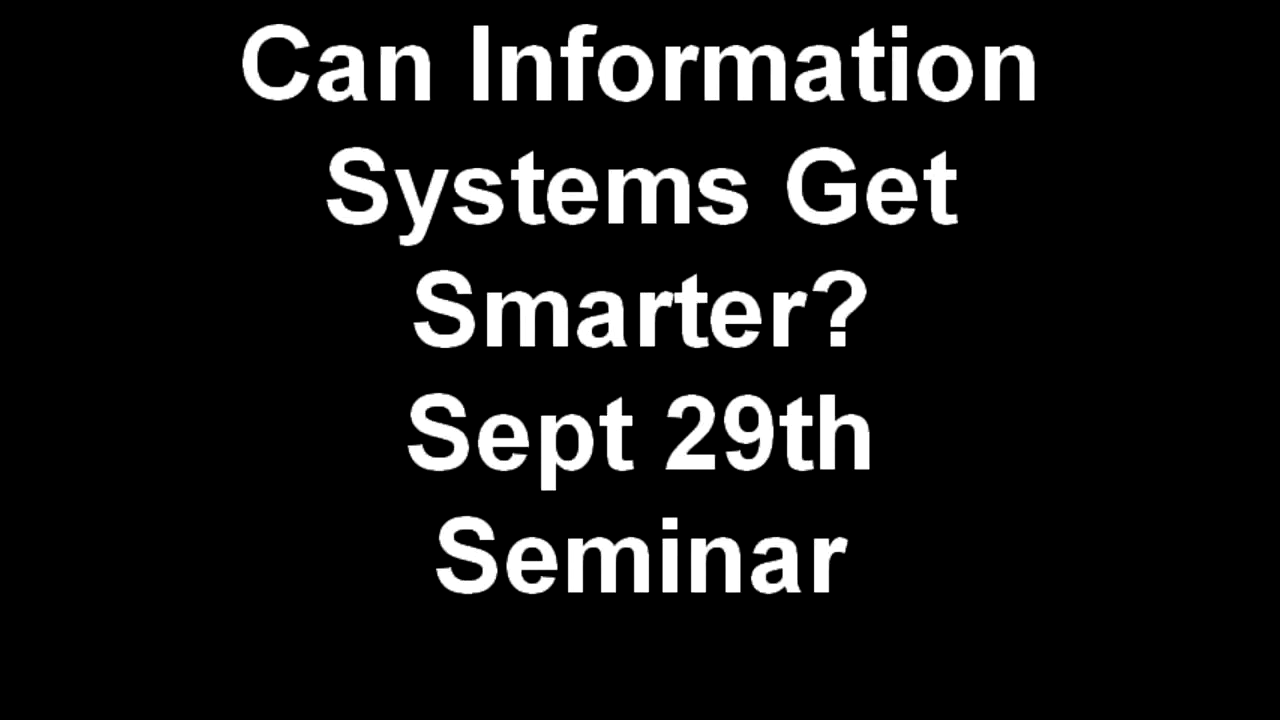 Can Information
Systems Get
Smarter?
Sept 29th
Seminar